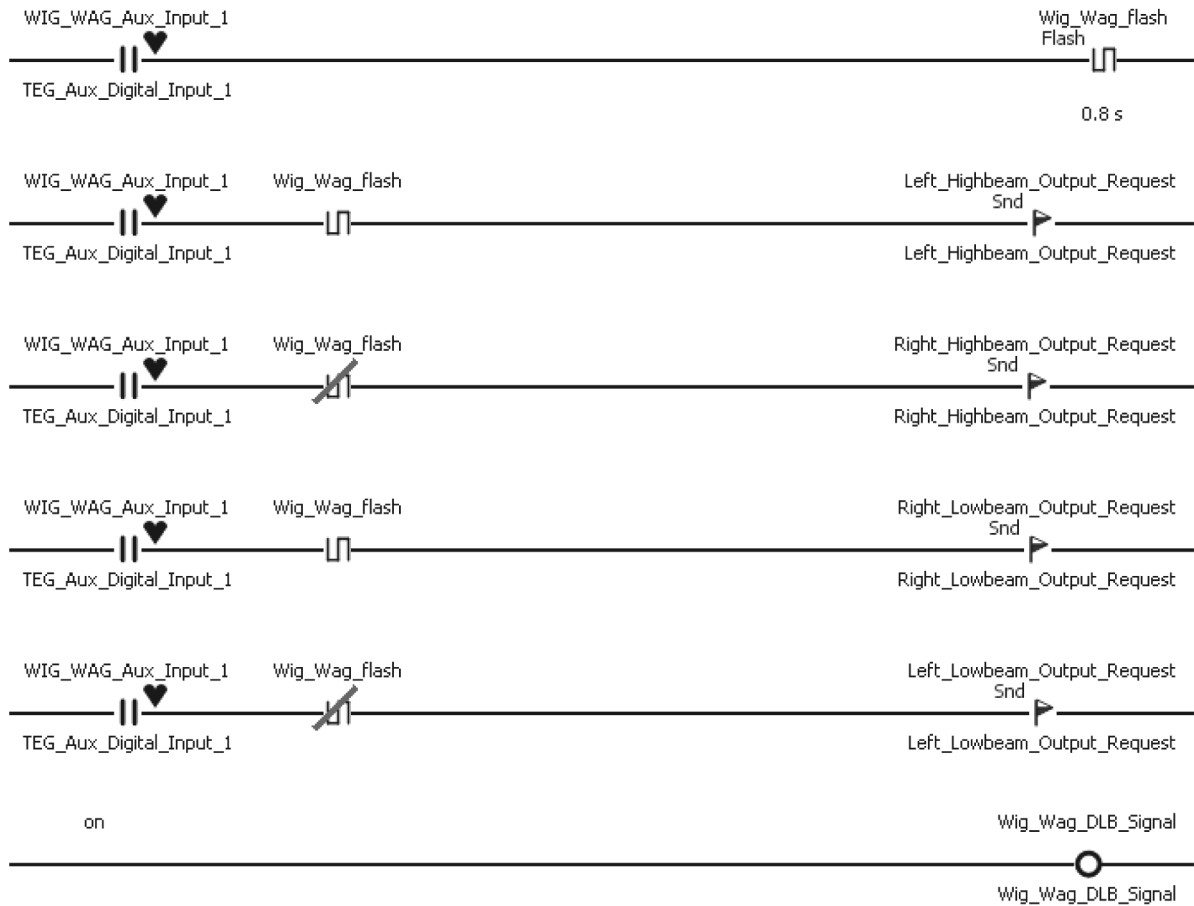 WIG_WAG_Aux_Input_1 Wig_Wag_flash
Flash
TEG_Aux_Digital_Input_1
0.8 s
WIG_WAG_Aux_Input_1 Wig_Wag_flash Left_Highbeam_Output_Request
Snd
TEG_Aux_Digital_Input_1 Left_Highbeam_Output_Request
WIG_WAG_Aux_Input_1 Wig_Wag_flash Right_Highbeam_Output_Request
Snd
TEG_Aux_Digital_Input_1 Right_Highbeam_Output_Request
WIG_WAG_Aux_Input_1 Wig_Wag_flash Right_Lowbeam_Output_Request
Snd
TEG_Aux_Digital_Input_1 Right_Lowbeam_Output_Request
WIG_WAG_Aux_Input_1 Wig_Wag_flash Left_Lowbeam_Output_Request
Snd
TEG_Aux_Digital_Input_1 Left_Lowbeam_Output_Request
on Wig_Wag_DLB_Signal
Wig_Wag_DLB_Signal